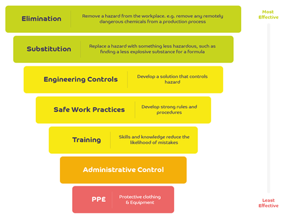 Elimination
Remove a hazard from the workplace, e.g. remove any remotely
dangerous chemicals from a production process
Most
Effective
Substitution
Replace a hazard with something less hazardous, such as
finding a less explosive substance for a formula
Engineering Controls
Develop a solution that controls
hazard
Safe Work Practices
Develop strong rules and
procedures
Training
Skills and knowledge reduce the
likelihood of mistakes
Administrative Control
PPE
Protective clothing
& Equipment
Least
Effective